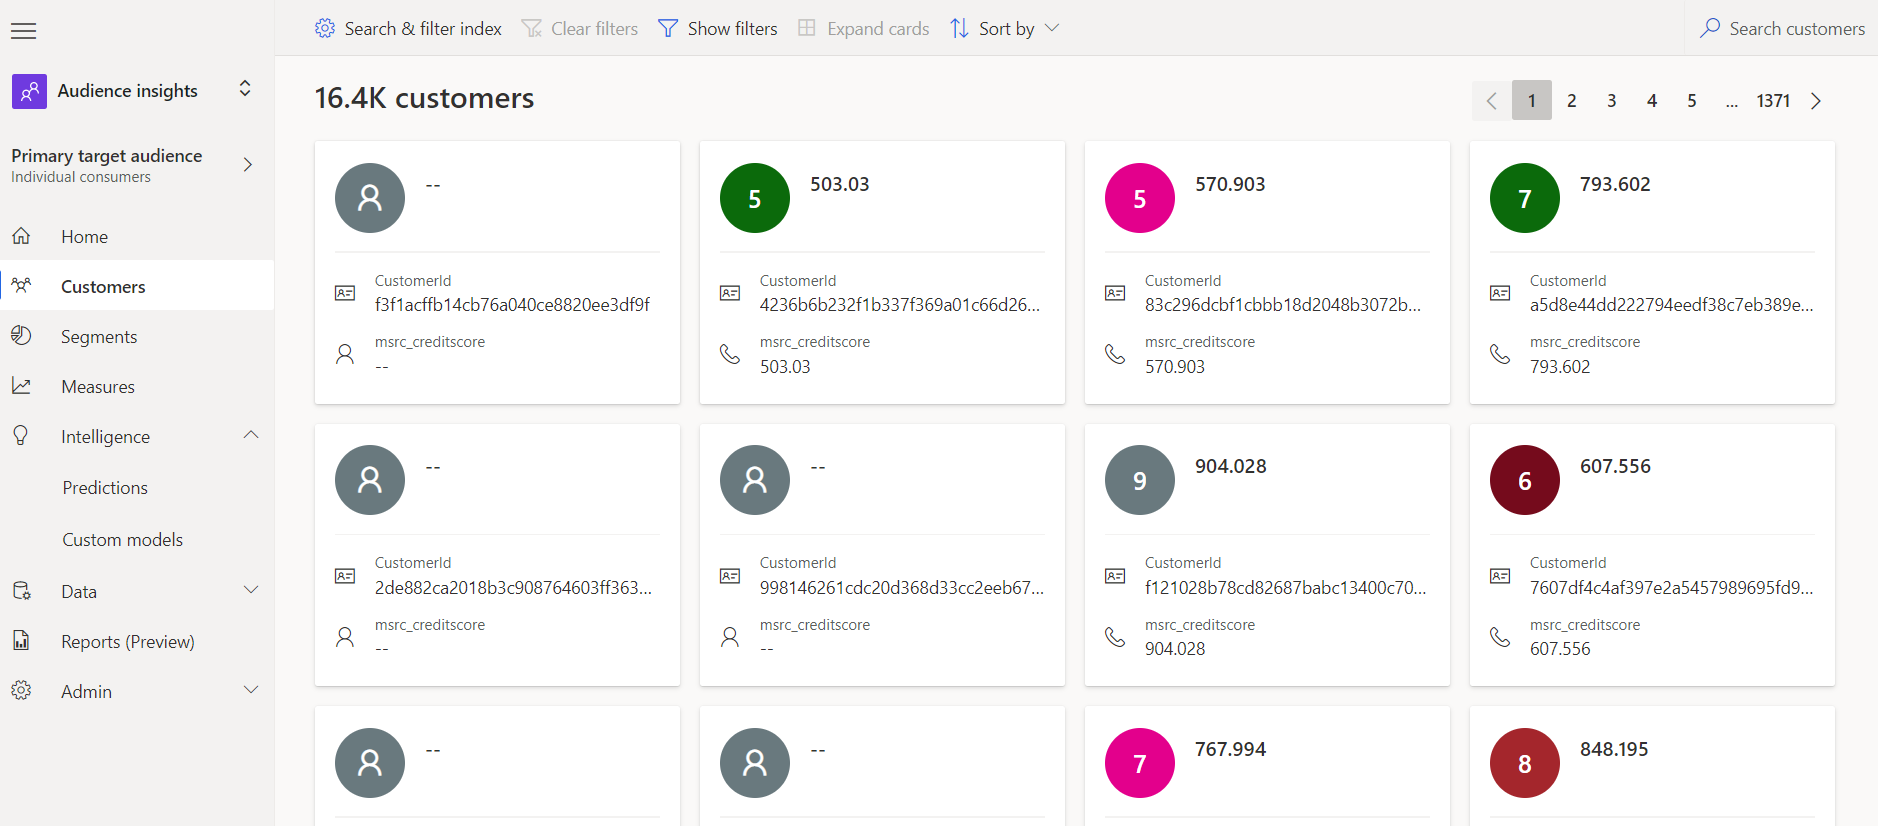 Search & filter index
Clear filters
Show filters
Expand cards
Sort by
Search customers
Audience insights
Primary target audience
Individual consumers
Home
Customers
Segments
Measures
Intelligence
Predictions
Custom models
Data
Reports (Preview)
Admin
16.4K customers
1 2 3 4 5 ... 1371
--
CustomerId
f3f1acffb14cb76a040ce8820ee3df9f
msrc_creditscore
--
5
503.03
CustomerId
4236b6b232f1b337f369a01c66d26...
msrc_creditscore
503.03
5
570.903
CustomerId
83c296dcbf1cbbb18d2048b3072b...
msrc_creditscore
570.903
7
793.602
CustomerId
a5d8e44dd222794eedf38c7eb389e...
msrc_creditscore
793.602
--
CustomerId
2de882ca2018b3c908764603ff363...
msrc_creditscore
--
--
CustomerId
998146261cdc20d368d33cc2eeb67...
msrc_creditscore
--
9
904.028
CustomerId
f121028b78cd82687babc13400c70...
msrc_creditscore
904.028
6
607.556
CustomerId
7607df4c4af397e2a5457989695fd9...
msrc_creditscore
607.556
--
--
7
767.994
8
848.195